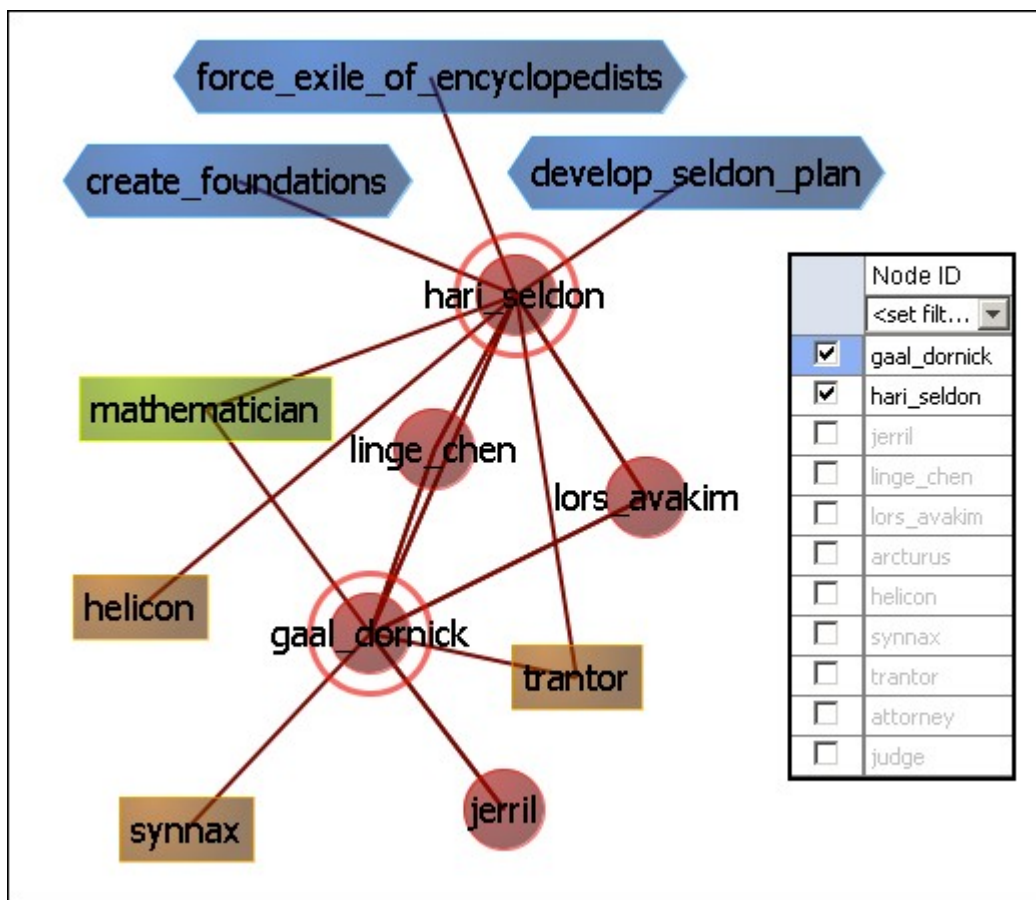 force_exile_of_encyclopedists
create_foundations
develop_seldon_plan
hari_seldon
mathematician
linge_chen
lors_avakim
helicon
gaal_dornick
trantor
synnax
jerril
Node ID
<set filt...
gaal_dornick
hari_seldon
jerril
linge_chen
lors_avakim
arcturus
helicon
synnax
trantor
attorney
judge